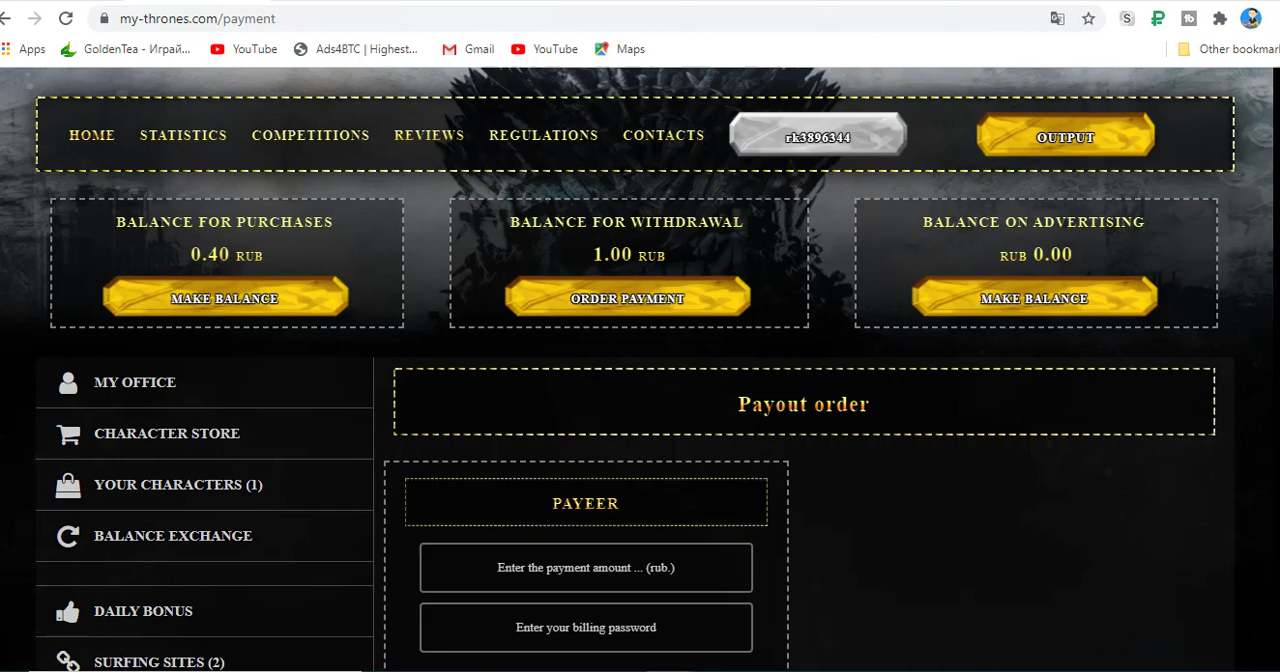 my-thrones.com/payment
Apps GoldenTea - Играй... YouTube Ads4BTC | Highest... Gmail YouTube Maps Other bookmar
HOME STATISTICS COMPETITIONS REVIEWS REGULATIONS CONTACTS rk3896344 OUTPUT
BALANCE FOR PURCHASES BALANCE FOR WITHDRAWAL BALANCE ON ADVERTISING
0.40 RUB 1.00 RUB RUB 0.00
MAKE BALANCE ORDER PAYMENT MAKE BALANCE
MY OFFICE
Payout order
CHARACTER STORE
YOUR CHARACTERS (1)
PAYEER
BALANCE EXCHANGE
Enter the payment amount ... (rub.)
DAILY BONUS
Enter your billing password
SURFING SITES (2)